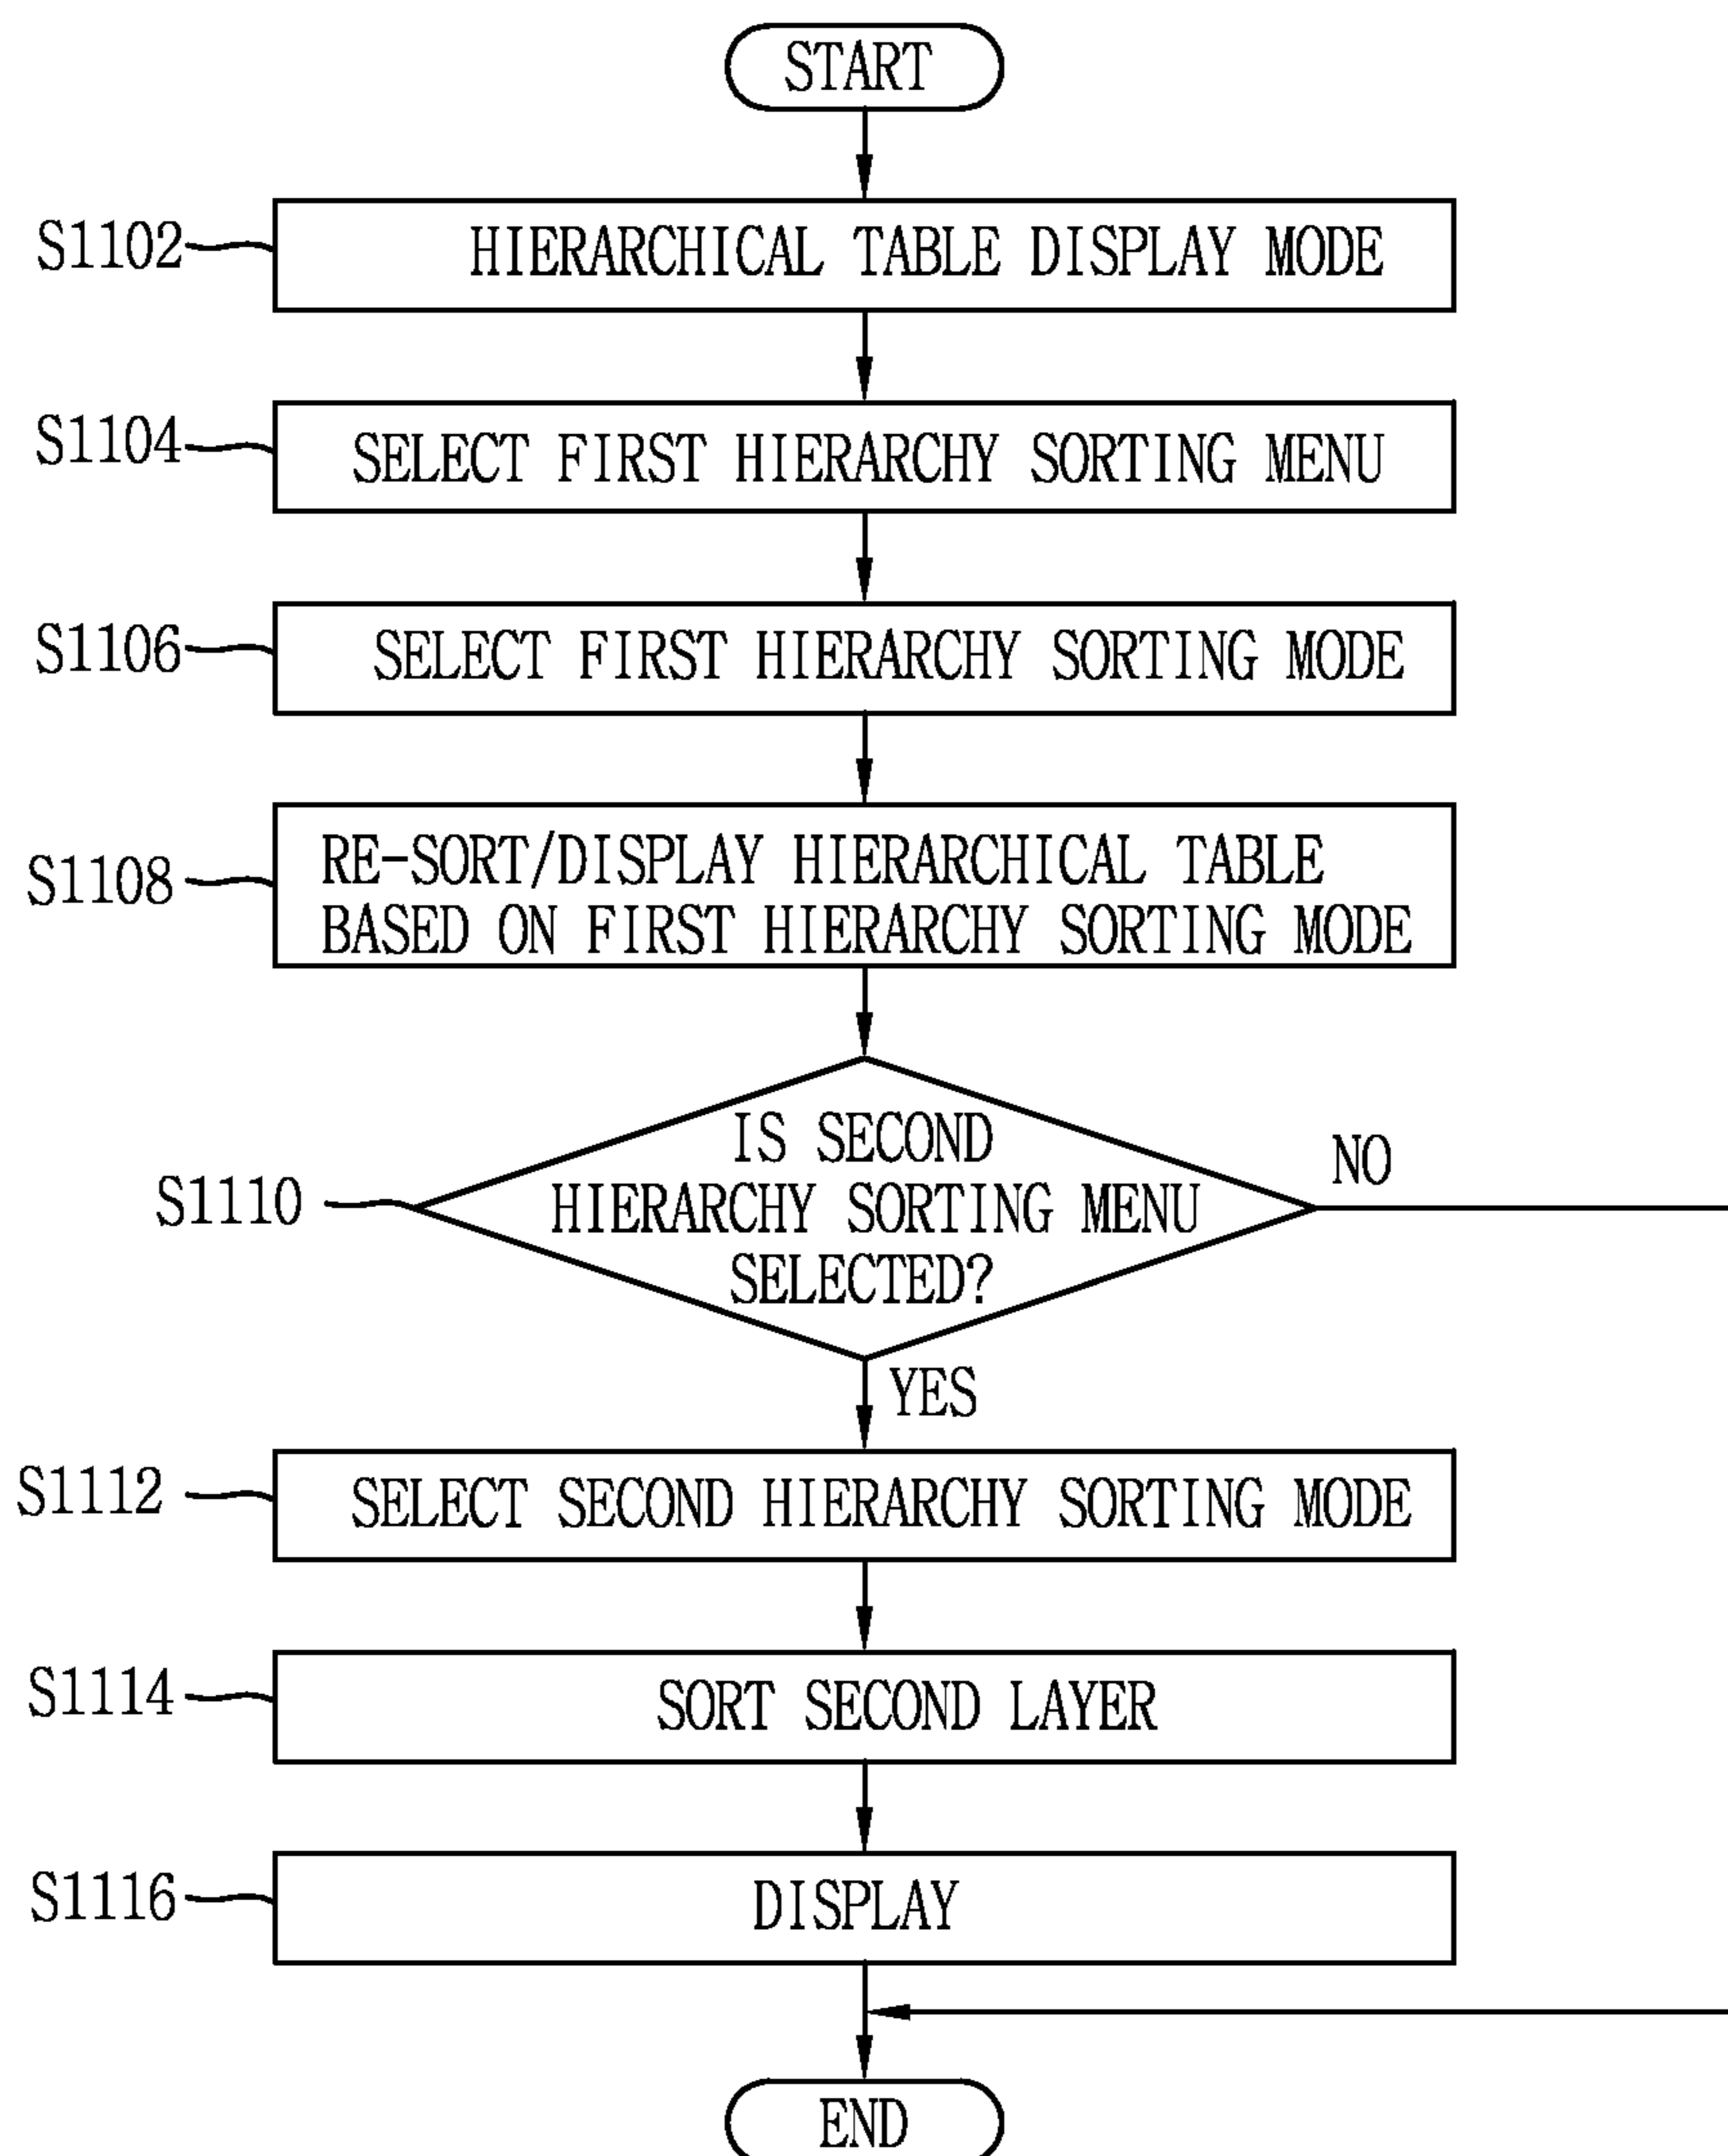 START
S1102
HIERARCHICAL TABLE DISPLAY MODE
S1104
SELECT FIRST HIERARCHY SORTING MENU
S1106
SELECT FIRST HIERARCHY SORTING MODE
S1108
RE-SORT/DISPLAY HIERARCHICAL TABLE
BASED ON FIRST HIERARCHY SORTING MODE
S1110
IS SECOND
HIERARCHY SORTING MENU
SELECTED?
NO
YES
S1112
SELECT SECOND HIERARCHY SORTING MODE
S1114
SORT SECOND LAYER
S1116
DISPLAY
END